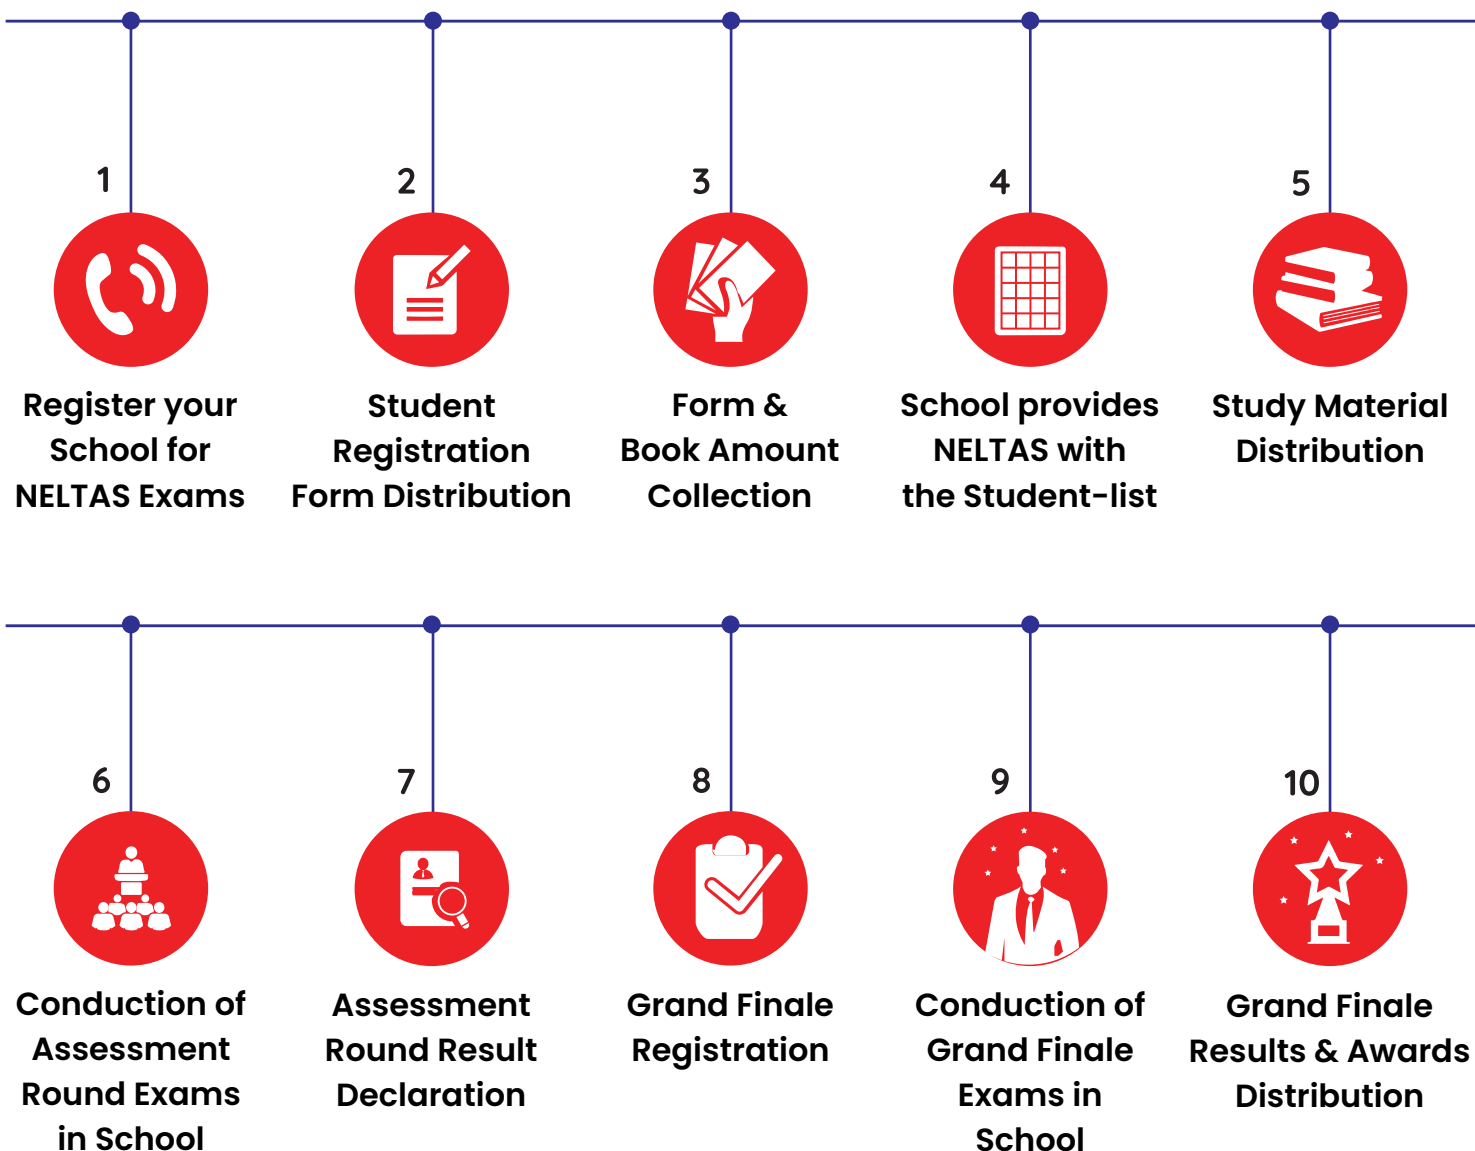 1
Register your
School for
NELTAS Exams
2
Student
Registration
Form Distribution
3
Form &
Book Amount
Collection
4
School provides
NELTAS with
the Student-list
5
Study Material
Distribution
6
Conduction of
Assessment
Round Exams
in School
7
Assessment
Round Result
Declaration
8
Grand Finale
Registration
9
Conduction of
Grand Finale
Exams in
School
10
Grand Finale
Results & Awards
Distribution